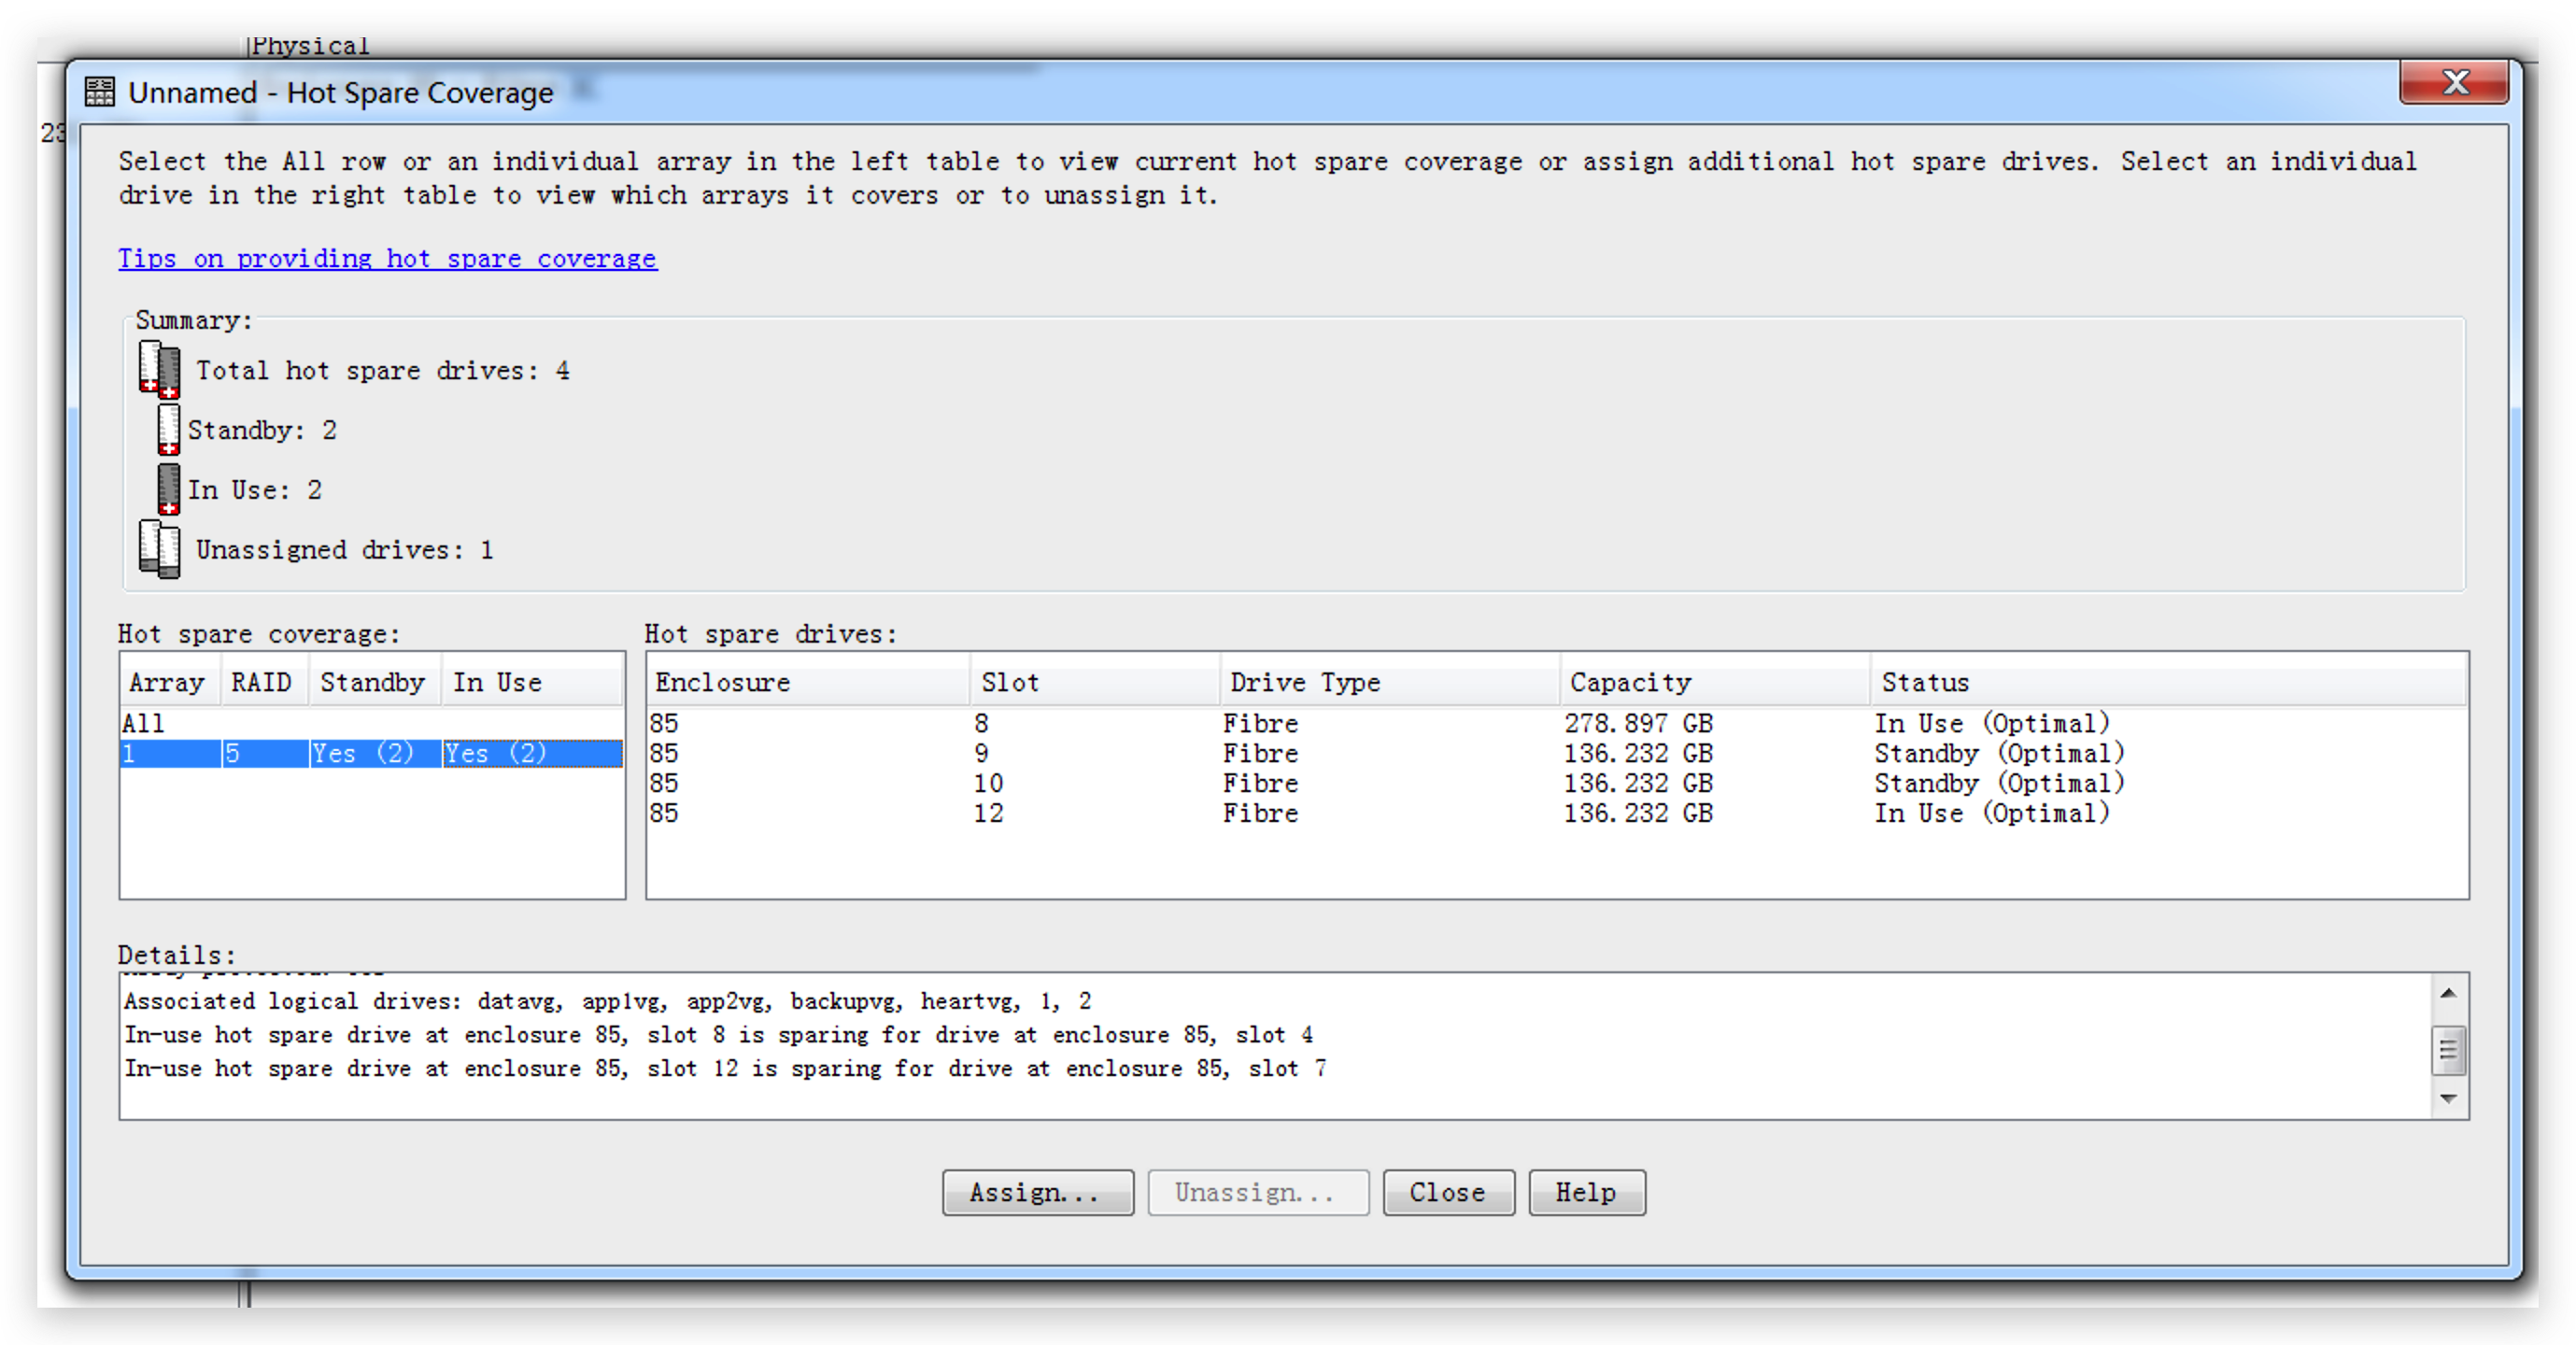 Physical
Unnamed - Hot Spare Coverage
23
Select the All row or an individual array in the left table to view current hot spare coverage or assign additional hot spare drives. Select an individual
drive in the right table to view which arrays it covers or to unassign it.
Tips on providing hot spare coverage
Summary:
Total hot spare drives: 4
Standby: 2
In Use: 2
Unassigned drives: 1
Hot spare coverage: Hot spare drives:
Array RAID Standby In Use Enclosure Slot Drive Type Capacity Status
All 85 8 Fibre 278.897 GB In Use (Optimal)
1 5 Yes (2) Yes (2) 85 9 Fibre 136.232 GB Standby (Optimal)
85 10 Fibre 136.232 GB Standby (Optimal)
85 12 Fibre 136.232 GB In Use (Optimal)
Details:
Associated logical drives: datavg, app1vg, app2vg, backupvg, heartvg, 1, 2
In-use hot spare drive at enclosure 85, slot 8 is sparing for drive at enclosure 85, slot 4
In-use hot spare drive at enclosure 85, slot 12 is sparing for drive at enclosure 85, slot 7
Assign... Unassign... Close Help